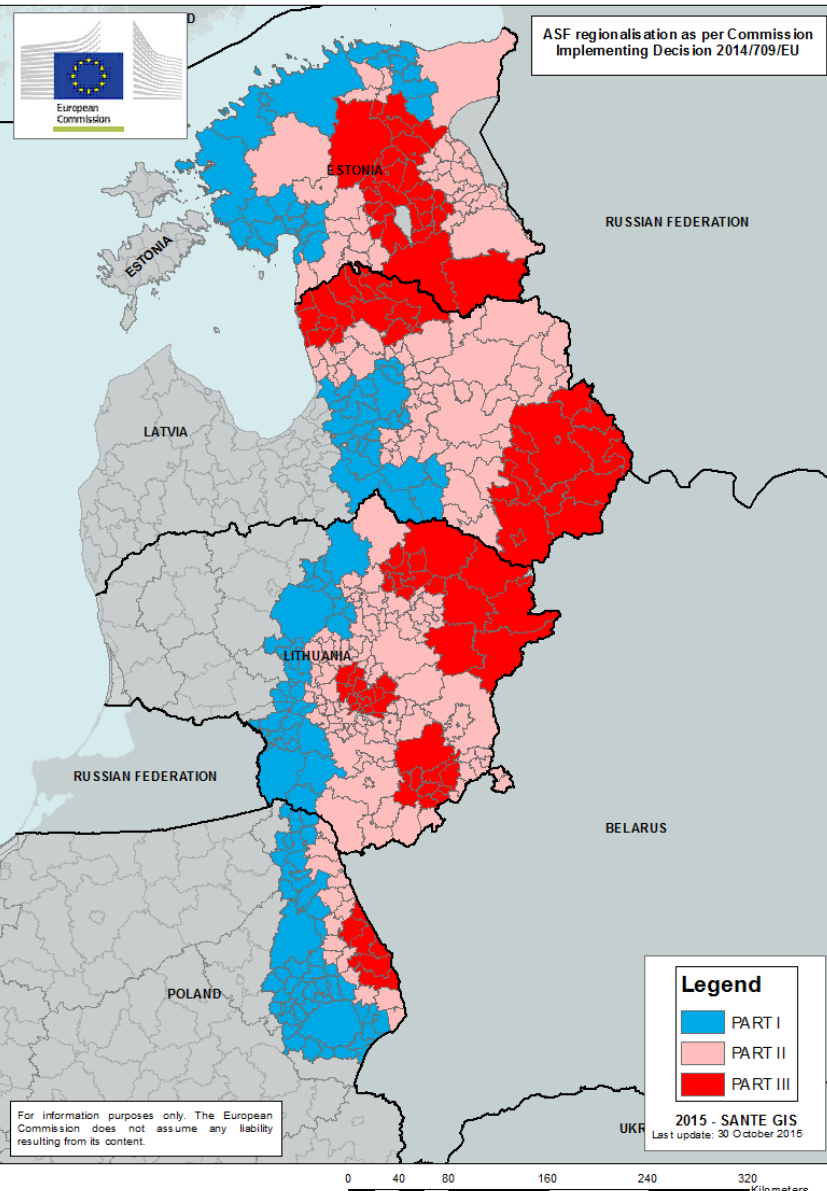 D
European
Commission
ASF regionalisation as per Commission
Implementing Decision 2014/709/EU
ESTONIA
RUSSIAN FEDERATION
ESTONIA
LATVIA
LITHUANIA
RUSSIAN FEDERATION
BELARUS
POLAND
Legend
PART I
PART II
PART III
2015 - SANTE GIS
Last update: 30 October 2015
UKR
For information purposes only. The European
Commission does not assume any liability
resulting from its content.
0 40 80 160 240 320
Kilometers